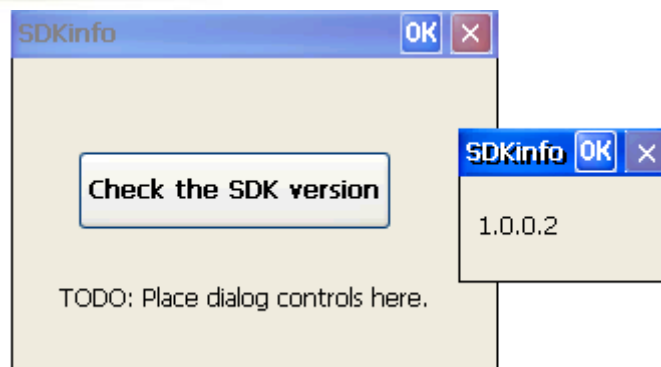 SDKinfo OK
Check the SDK version
TODO: Place dialog controls here.
SDKinfo OK
1.0.0.2